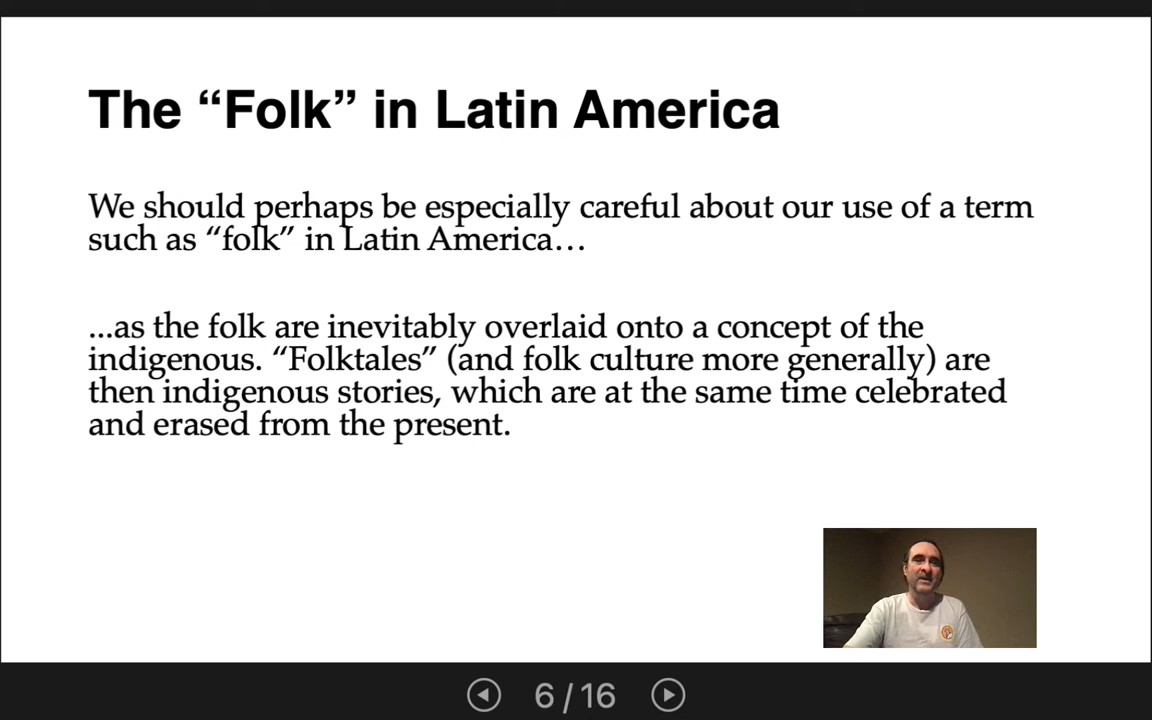 The “Folk” in Latin America
We should perhaps be especially careful about our use of a term
such as “folk” in Latin America…
...as the folk are inevitably overlaid onto a concept of the
indigenous. “Folktales” (and folk culture more generally) are
then indigenous stories, which are at the same time celebrated
and erased from the present.
6 / 16